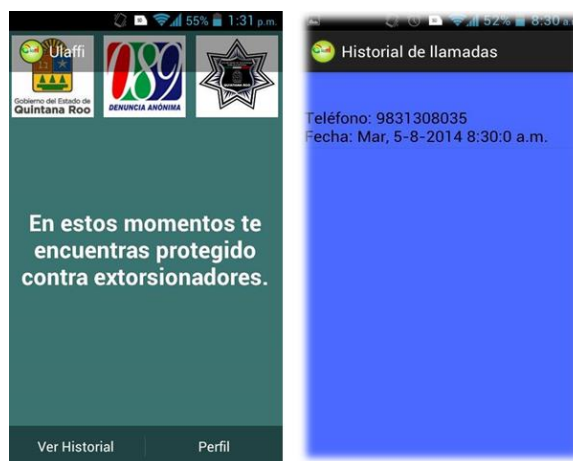 55% 1:31 p.m.
Ulaffi
Gobierno del Estado de
Quintana Roo
089
DENUNCIA ANÓNIMA
En estos momentos te
encuentras protegido
contra extorsionadores.
Ver Historial
Perfil
52% 8:30 a.m.
Historial de llamadas
Teléfono: 9831308035
Fecha: Mar, 5-8-2014 8:30:0 a.m.